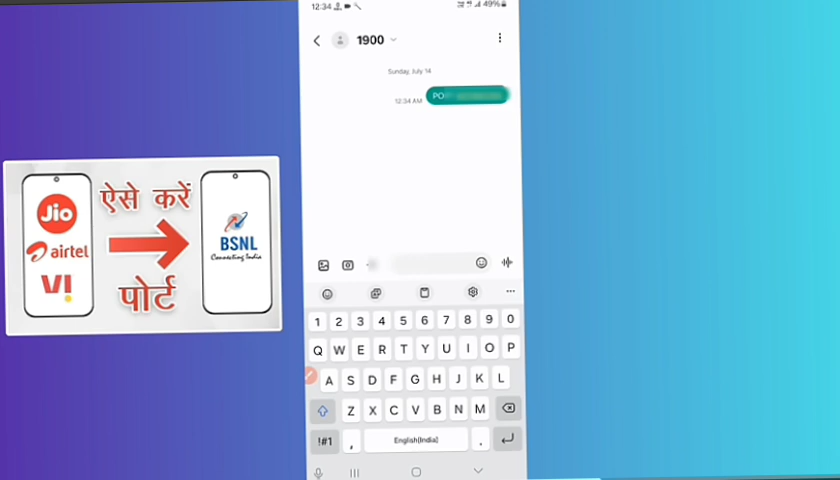 12:34
49%
1900
Sunday, July 14
12:34 AM
PO
Jio
airtel
VI
ऐसे करें
पोर्ट
BSNL
Connecting India
1 2 3 4 5 6 7 8 9 0
Q W E R T Y U I O P
A S D F G H J K L
Z X C V B N M
!#1 , English(India) .